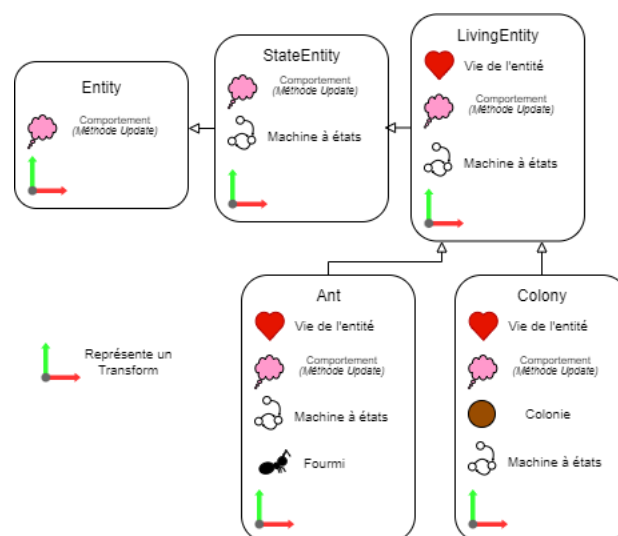 Entity
Comportement
(Méthode Update)
StateEntity
Comportement
(Méthode Update)
Machine à états
LivingEntity
Vie de l'entité
Comportement
(Méthode Update)
Machine à états
Représente un
Transform
Ant
Vie de l'entité
Comportement
(Méthode Update)
Machine à états
Fourmi
Colony
Vie de l'entité
Comportement
(Méthode Update)
Colonie
Machine à états